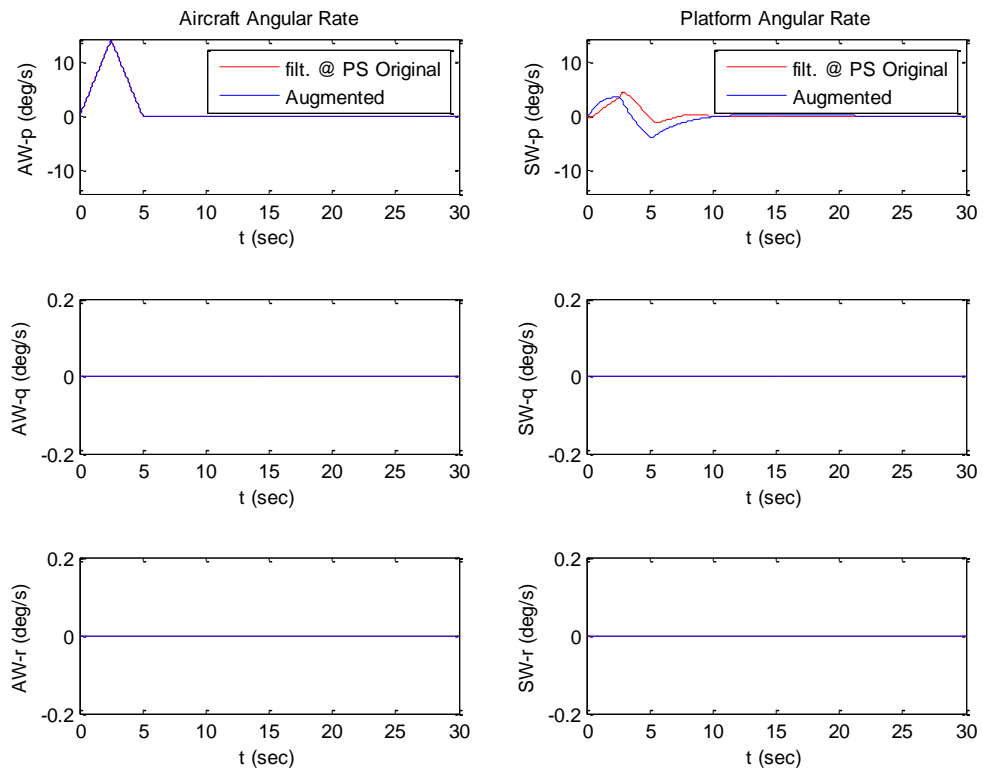 Aircraft Angular Rate
AW-p (deg/s)
10
0
-10
filt. @ PS Original
Augmented
0 5 10 15 20 25 30
t (sec)
Platform Angular Rate
SW-p (deg/s)
10
0
-10
filt. @ PS Original
Augmented
0 5 10 15 20 25 30
t (sec)
AW-q (deg/s)
0.2
0
-0.2
0 5 10 15 20 25 30
t (sec)
SW-q (deg/s)
0.2
0
-0.2
0 5 10 15 20 25 30
t (sec)
AW-r (deg/s)
0.2
0
-0.2
0 5 10 15 20 25 30
t (sec)
SW-r (deg/s)
0.2
0
-0.2
0 5 10 15 20 25 30
t (sec)